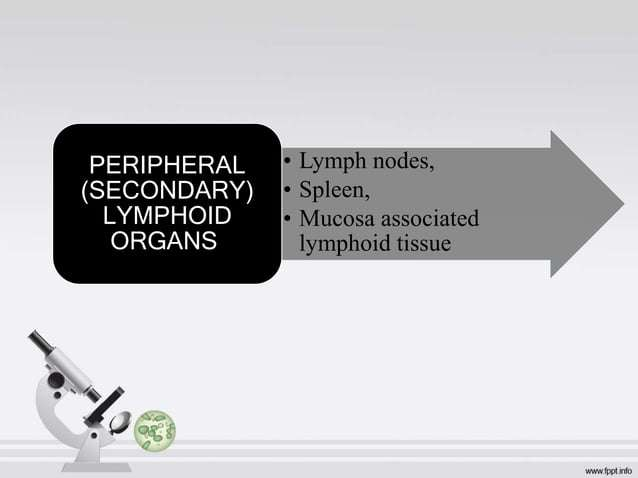 PERIPHERAL
(SECONDARY)
LYMPHOID
ORGANS
• Lymph nodes,
• Spleen,
• Mucosa associated
lymphoid tissue
www.fppt.info